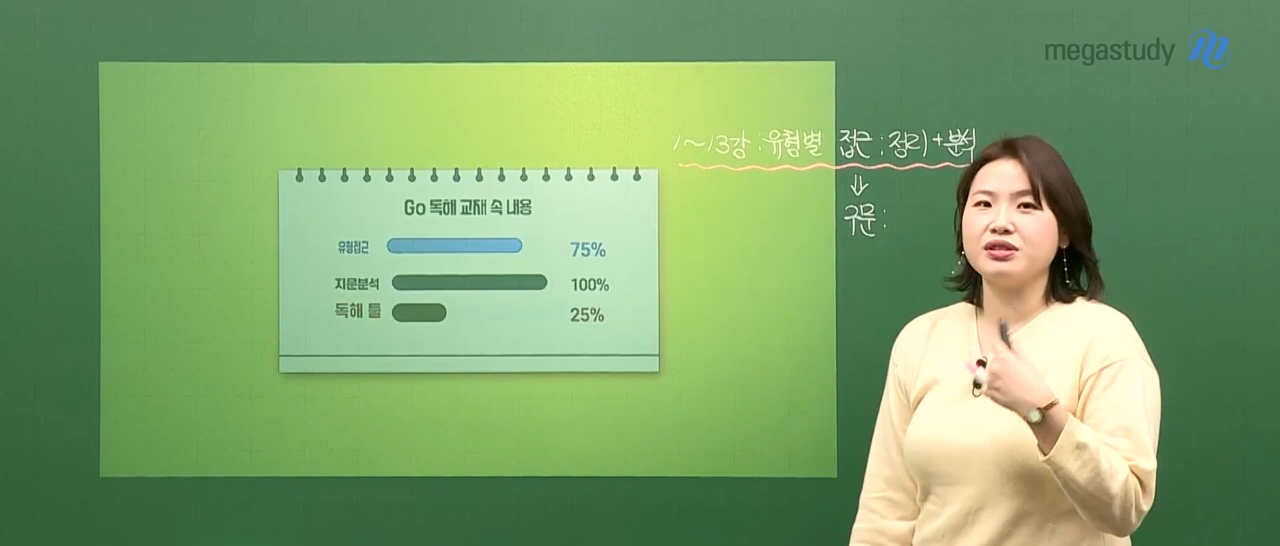 megastudy
1~13강 : 유형별 접근 : 정리 + 분석
⇓
구문 :
Go 독해 교재 속 내용
유형접근 75%
지문분석 100%
독해 툴 25%